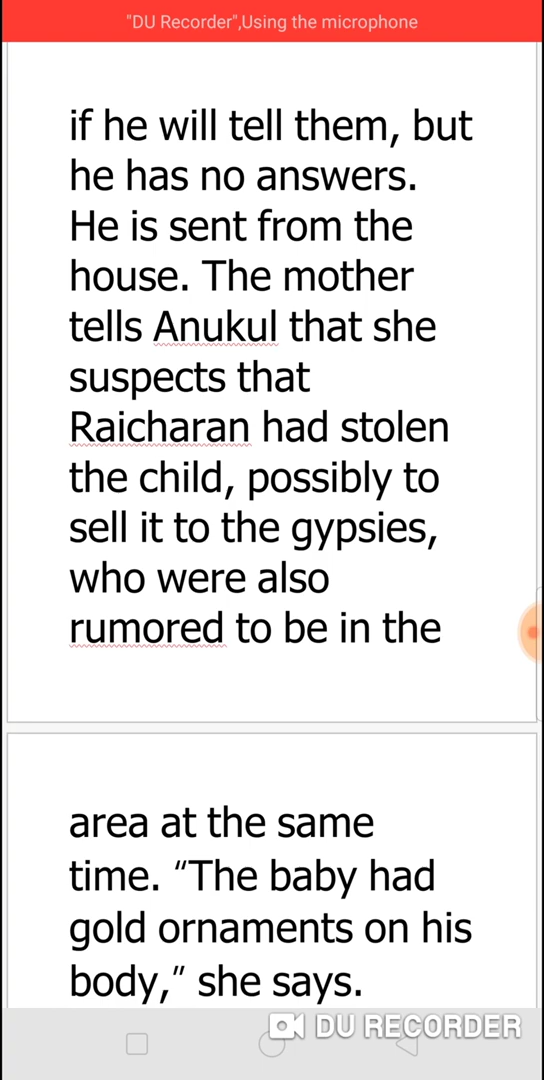 "DU Recorder",Using the microphone
if he will tell them, but
he has no answers.
He is sent from the
house. The mother
tells Anukul that she
suspects that
Raicharan had stolen
the child, possibly to
sell it to the gypsies,
who were also
rumored to be in the
area at the same
time. “The baby had
gold ornaments on his
body,” she says.
DU RECORDER